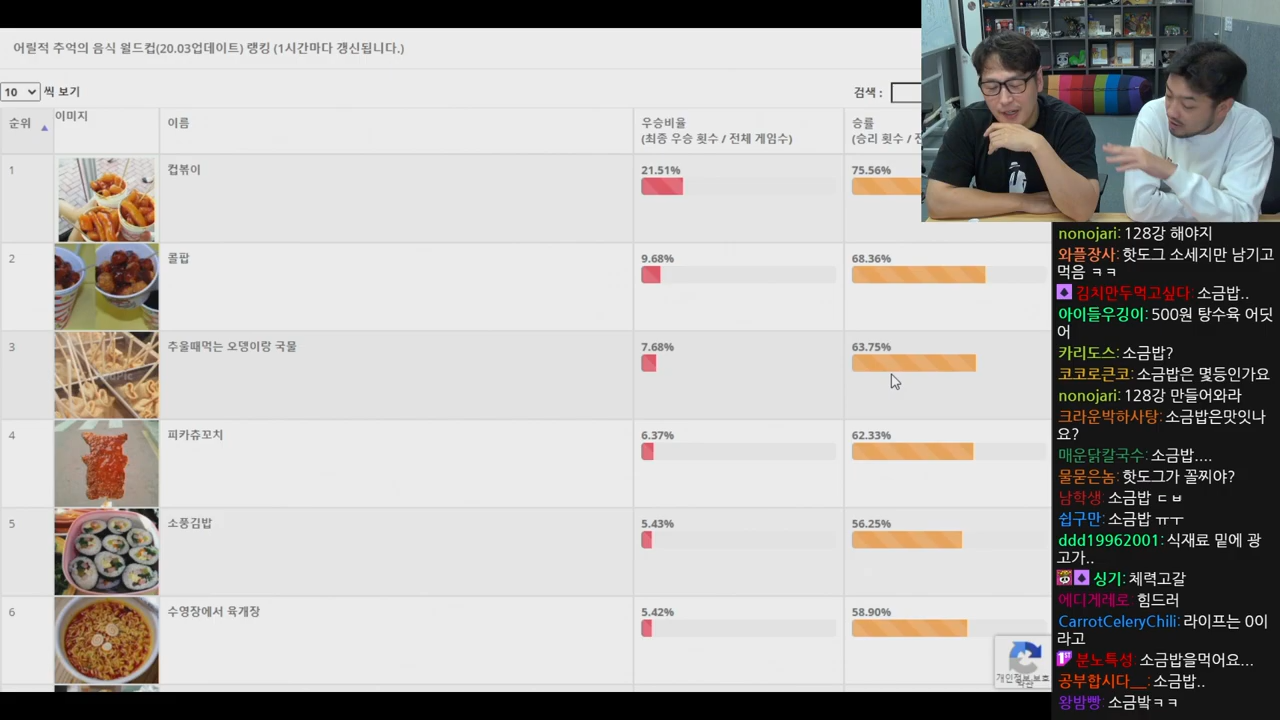 어릴적 추억의 음식 월드컵(20.03업데이트) 랭킹 (1시간마다 갱신됩니다.)
10 씩 보기
검색 :
순위
이미지
이름
우승비율
(최종 우승 횟수 / 전체 게임수)
승률
(승리 횟수 / 전
1
컵볶이
21.51%
75.56%
2
콜팝
9.68%
68.36%
3
추울때먹는 오뎅이랑 국물
7.68%
63.75%
4
피카츄꼬치
6.37%
62.33%
5
소풍김밥
5.43%
56.25%
6
수영장에서 육개장
5.42%
58.90%
개인정보 보호
약관
nonojari: 128강 해야지
와플장사: 핫도그 소세지만 남기고
먹음 ㅋㅋ
김치만두먹고싶다: 소금밥..
아이들우깅이: 500원 탕수육 어딧
어
카리도스: 소금밥?
코코로큰코: 소금밥은 몇등인가요
nonojari: 128강 만들어와라
크라운박하사탕: 소금밥은맛잇나
요?
매운닭칼국수: 소금밥....
물묻은놈: 핫도그가 꼴찌야?
남학생: 소금밥 ㄷㅂ
쉽구만: 소금밥 ㅠㅜ
ddd19962001: 식재료 밑에 광
고가..
싱기: 체력고갈
에디게레로: 힘드러
CarrotCeleryChili: 라이프는 0이
라고
분노특성: 소금밥을먹어요...
공부합시다__: 소금밥..
왕밤빵: 소금밬ㅋㅋ